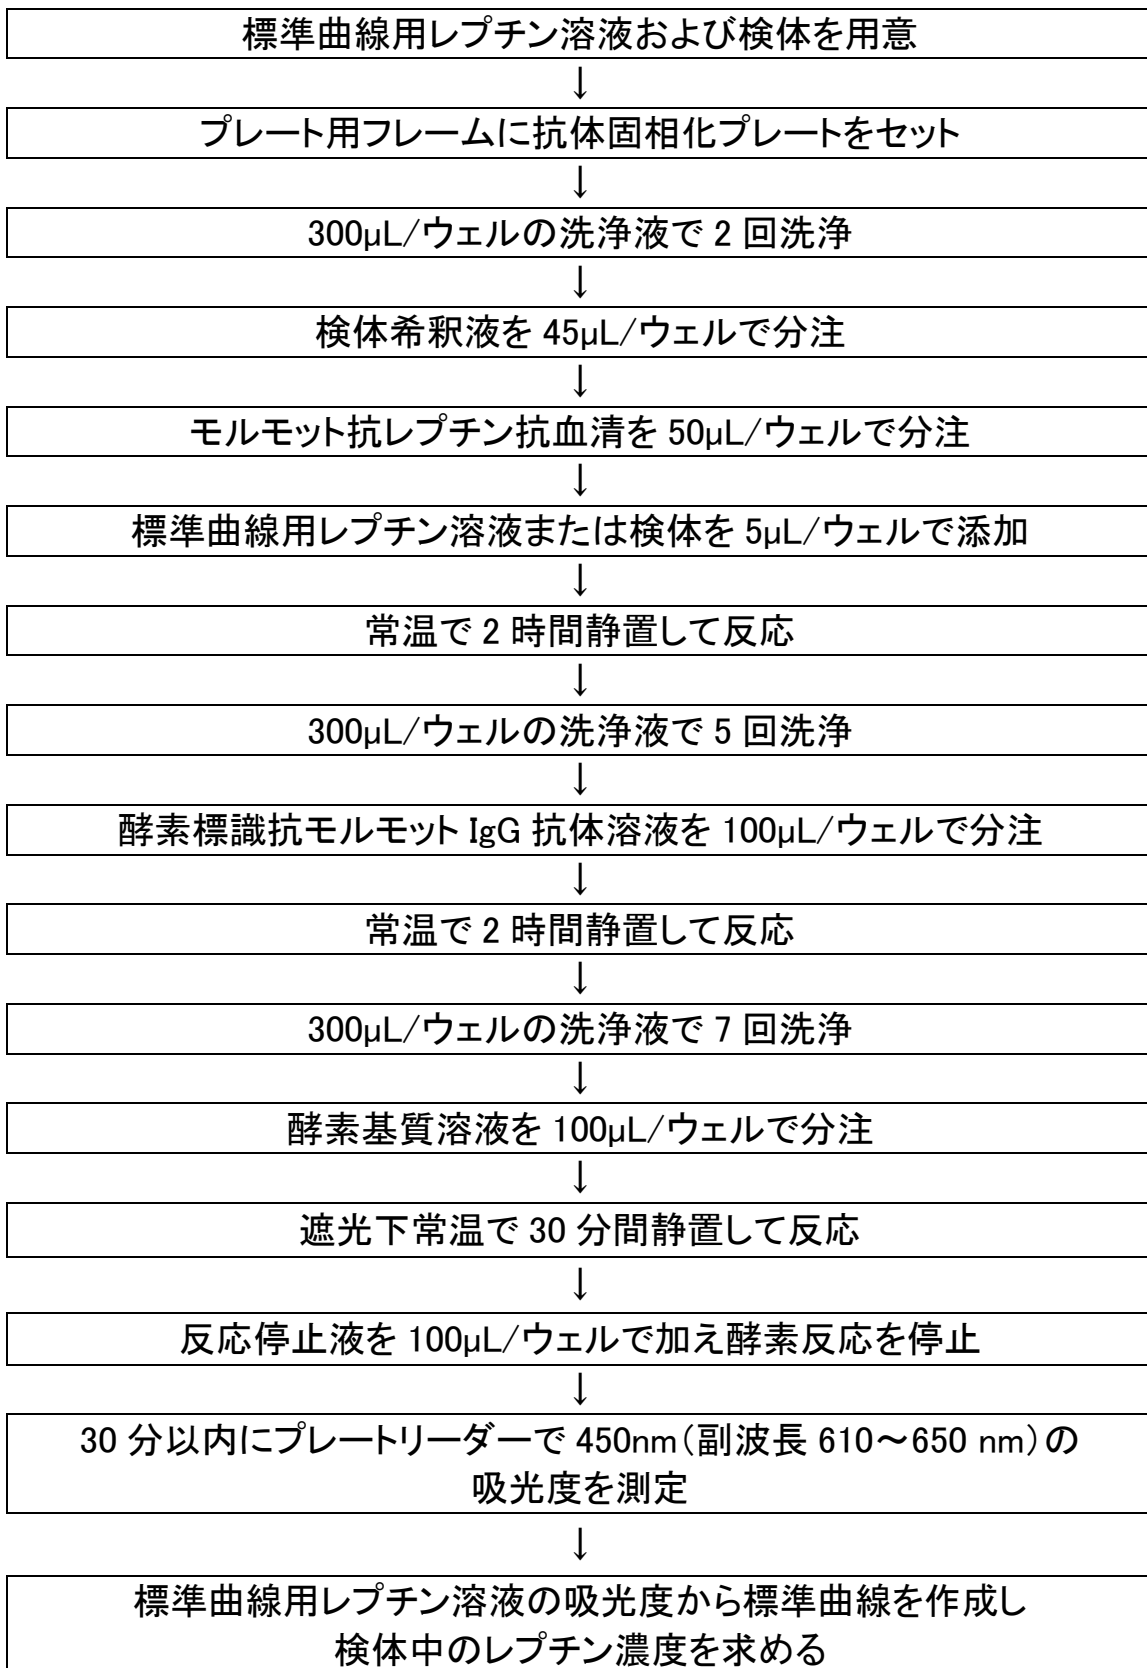 標準曲線用レプチン溶液および検体を用意
↓
プレート用フレームに抗体固相化プレートをセット
↓
300μL/ウェルの洗浄液で 2 回洗浄
↓
検体希釈液を 45μL/ウェルで分注
↓
モルモット抗レプチン抗血清を 50μL/ウェルで分注
↓
標準曲線用レプチン溶液または検体を 5μL/ウェルで添加
↓
常温で 2 時間静置して反応
↓
300μL/ウェルの洗浄液で 5 回洗浄
↓
酵素標識抗モルモット IgG 抗体溶液を 100μL/ウェルで分注
↓
常温で 2 時間静置して反応
↓
300μL/ウェルの洗浄液で 7 回洗浄
↓
酵素基質溶液を 100μL/ウェルで分注
↓
遮光下常温で 30 分間静置して反応
↓
反応停止液を 100μL/ウェルで加え酵素反応を停止
↓
30 分以内にプレートリーダーで 450nm(副波長 610~650 nm)の
吸光度を測定
↓
標準曲線用レプチン溶液の吸光度から標準曲線を作成し
検体中のレプチン濃度を求める